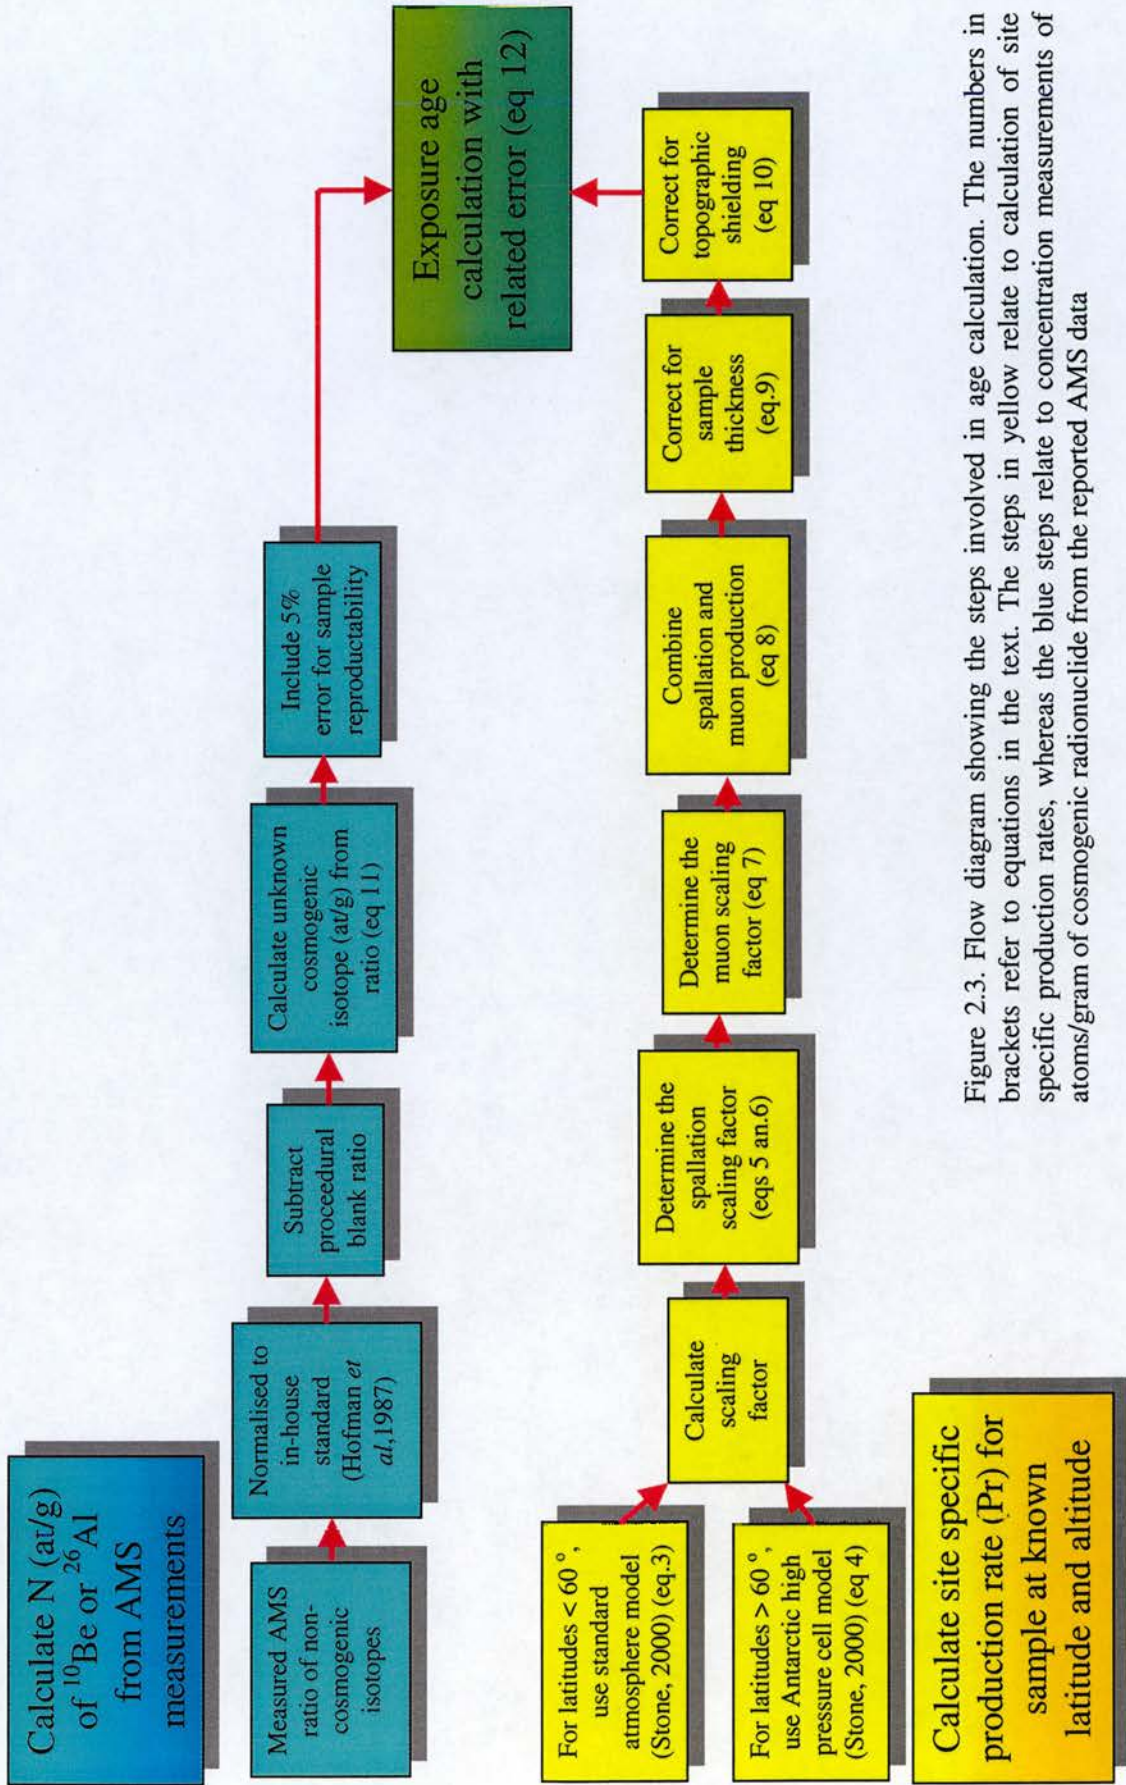 Calculate N (at/g)
of ¹⁰Be or ²⁶Al
from AMS
measurements
Measured AMS
ratio of non-
cosmogenic
isotopes
Normalised to
in-house
standard
(Hofman et
al,1987)
Subtract
proceedural
blank ratio
Calculate unknown
cosmogenic
isotope (at/g) from
ratio (eq 11)
Include 5%
error for sample
reproductability
Exposure age
calculation with
related error (eq 12)
For latitudes < 60 °,
use standard
atmosphere model
(Stone, 2000) (eq.3)
For latitudes > 60 °,
use Antarctic high
pressure cell model
(Stone, 2000) (eq 4)
Calculate
scaling
factor
Determine the
spallation
scaling factor
(eqs 5 an.6)
Determine the
muon scaling
factor (eq 7)
Combine
spallation and
muon production
(eq 8)
Correct for
sample
thickness
(eq.9)
Correct for
topographic
shielding
(eq 10)
Calculate site specific
production rate (Pr) for
sample at known
latitude and altitude
Figure 2.3. Flow diagram showing the steps involved in age calculation. The numbers in
brackets refer to equations in the text. The steps in yellow relate to calculation of site
specific production rates, whereas the blue steps relate to concentration measurements of
atoms/gram of cosmogenic radionuclide from the reported AMS data